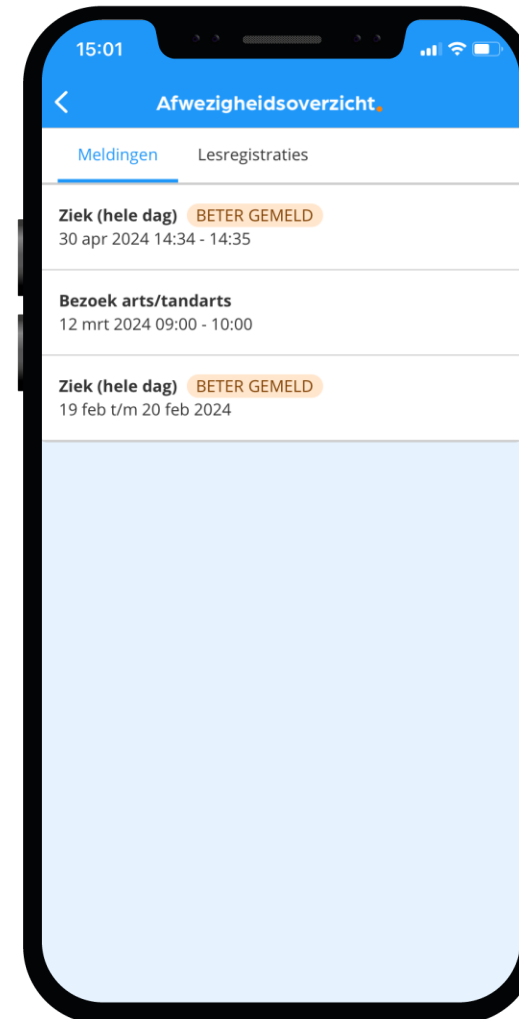 15:01
Afwezigheidsoverzicht.
Meldingen Lesregistraties
Ziek (hele dag) BETER GEMELD
30 apr 2024 14:34 - 14:35
Bezoek arts/tandarts
12 mrt 2024 09:00 - 10:00
Ziek (hele dag) BETER GEMELD
19 feb t/m 20 feb 2024